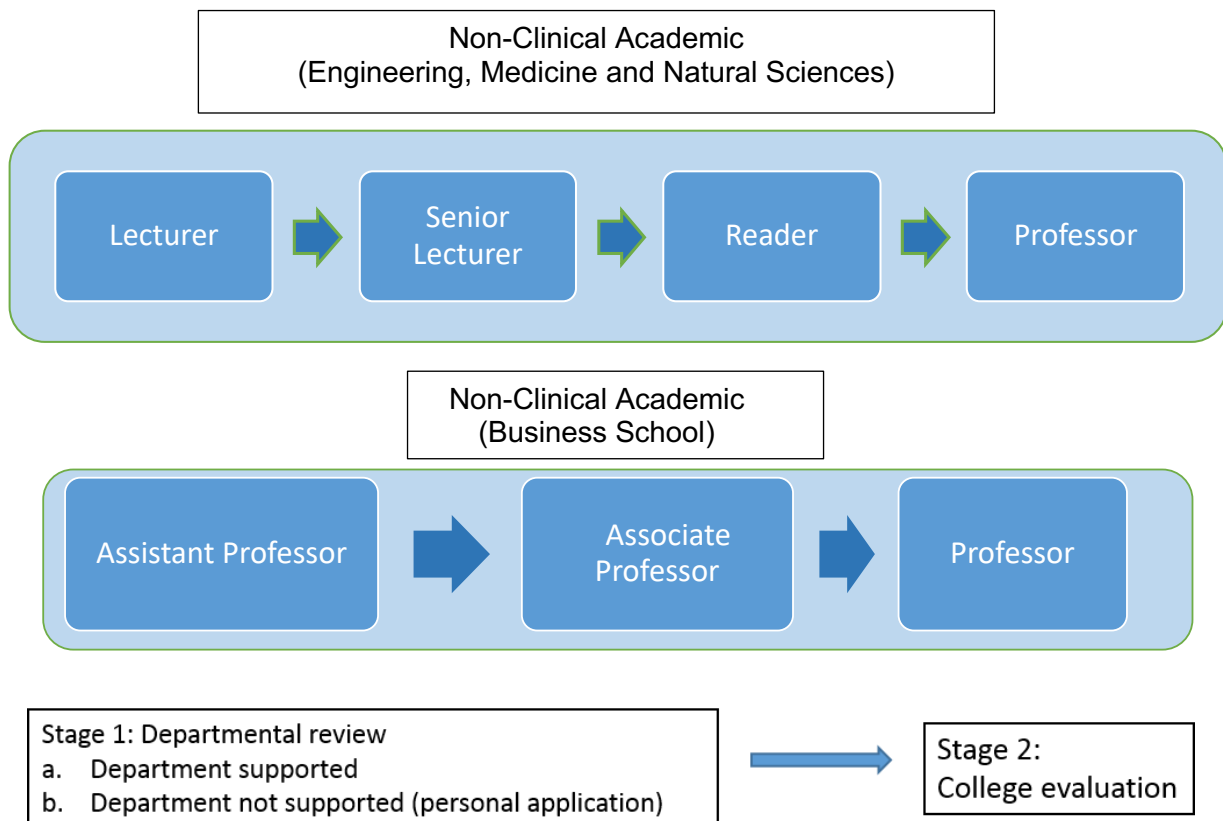 Non-Clinical Academic
(Engineering, Medicine and Natural Sciences)
Lecturer
Senior
Lecturer
Reader
Professor
Non-Clinical Academic
(Business School)
Assistant Professor
Associate
Professor
Professor
Stage 1: Departmental review
a. Department supported
b. Department not supported (personal application)
Stage 2:
College evaluation